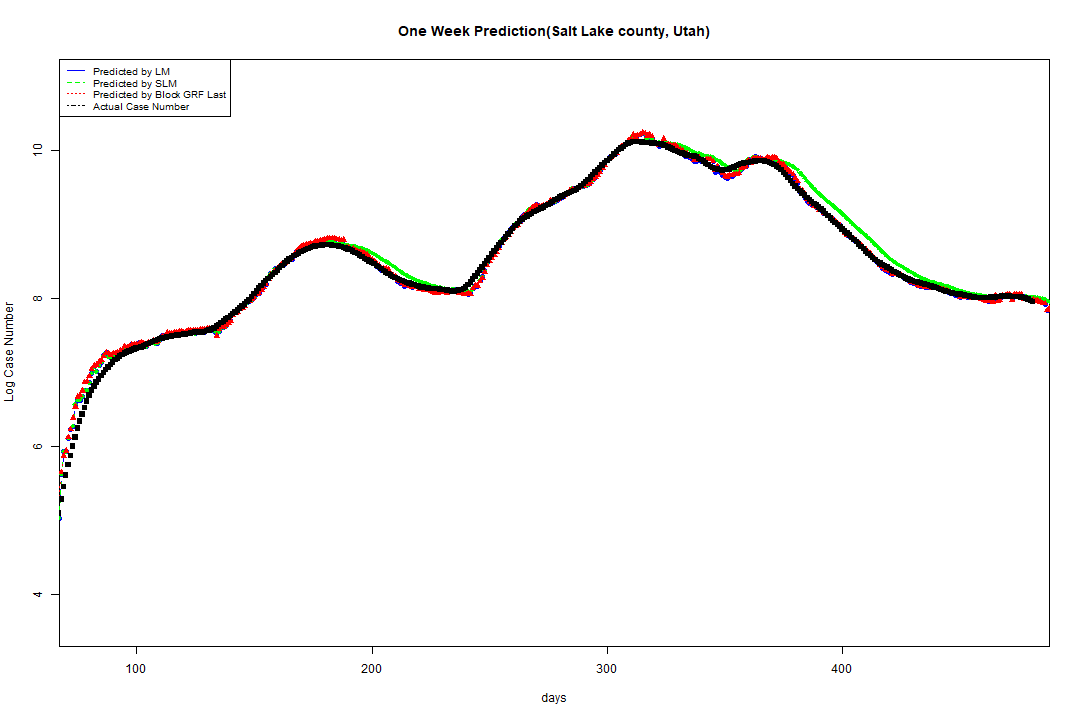 One Week Prediction(Salt Lake county, Utah)
Predicted by LM
Predicted by SLM
Predicted by Block GRF Last
Actual Case Number
Log Case Number
10
8
6
4
100 200 300 400
days